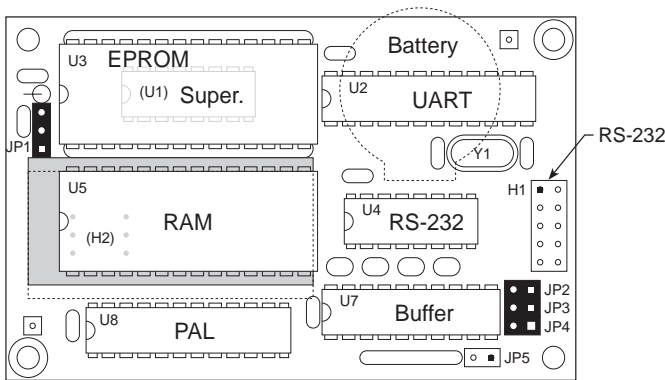 U3
EPROM
(U1)
Super.
Battery
U2
UART
RS-232
JP1
Y1
U5
RAM
(H2)
U4
RS-232
H1
JP2
JP3
JP4
U7
Buffer
U8
PAL
JP5